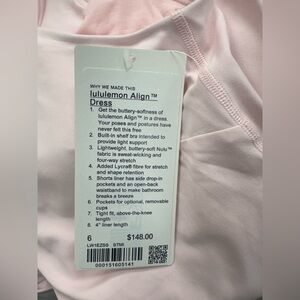 WHY WE MADE THIS
lululemon Align™
Dress
1. Get the buttery-softness of
lululemon Align™ in a dress.
Your poses and postures have
never felt this free
2. Built-in shelf bra intended to
provide light support
3. Lightweight, buttery-soft Nulu™
fabric is sweat-wicking and
four-way stretch
4. Added Lycra® fibre for stretch
and shape retention
5. Shorts liner has side drop-in
pockets and an open-back
waistband to make bathroom
breaks a breeze
6. Pockets for optional, removable
cups
7. Tight fit, above-the-knee
length
8. 4" liner length
6 $148.00
LW1EZSS STMI
000151605141